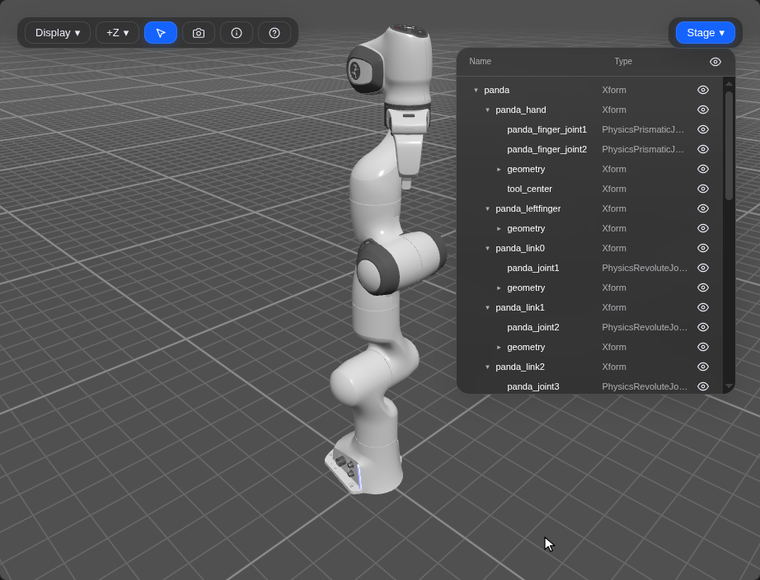 Display ▾ +Z ▾ Stage ▾
Name Type
panda Xform
panda_hand Xform
panda_finger_joint1 PhysicsPrismaticJ...
panda_finger_joint2 PhysicsPrismaticJ...
geometry Xform
tool_center Xform
panda_leftfinger Xform
geometry Xform
panda_link0 Xform
panda_joint1 PhysicsRevoluteJo...
geometry Xform
panda_link1 Xform
panda_joint2 PhysicsRevoluteJo...
geometry Xform
panda_link2 Xform
panda_joint3 PhysicsRevoluteJo...